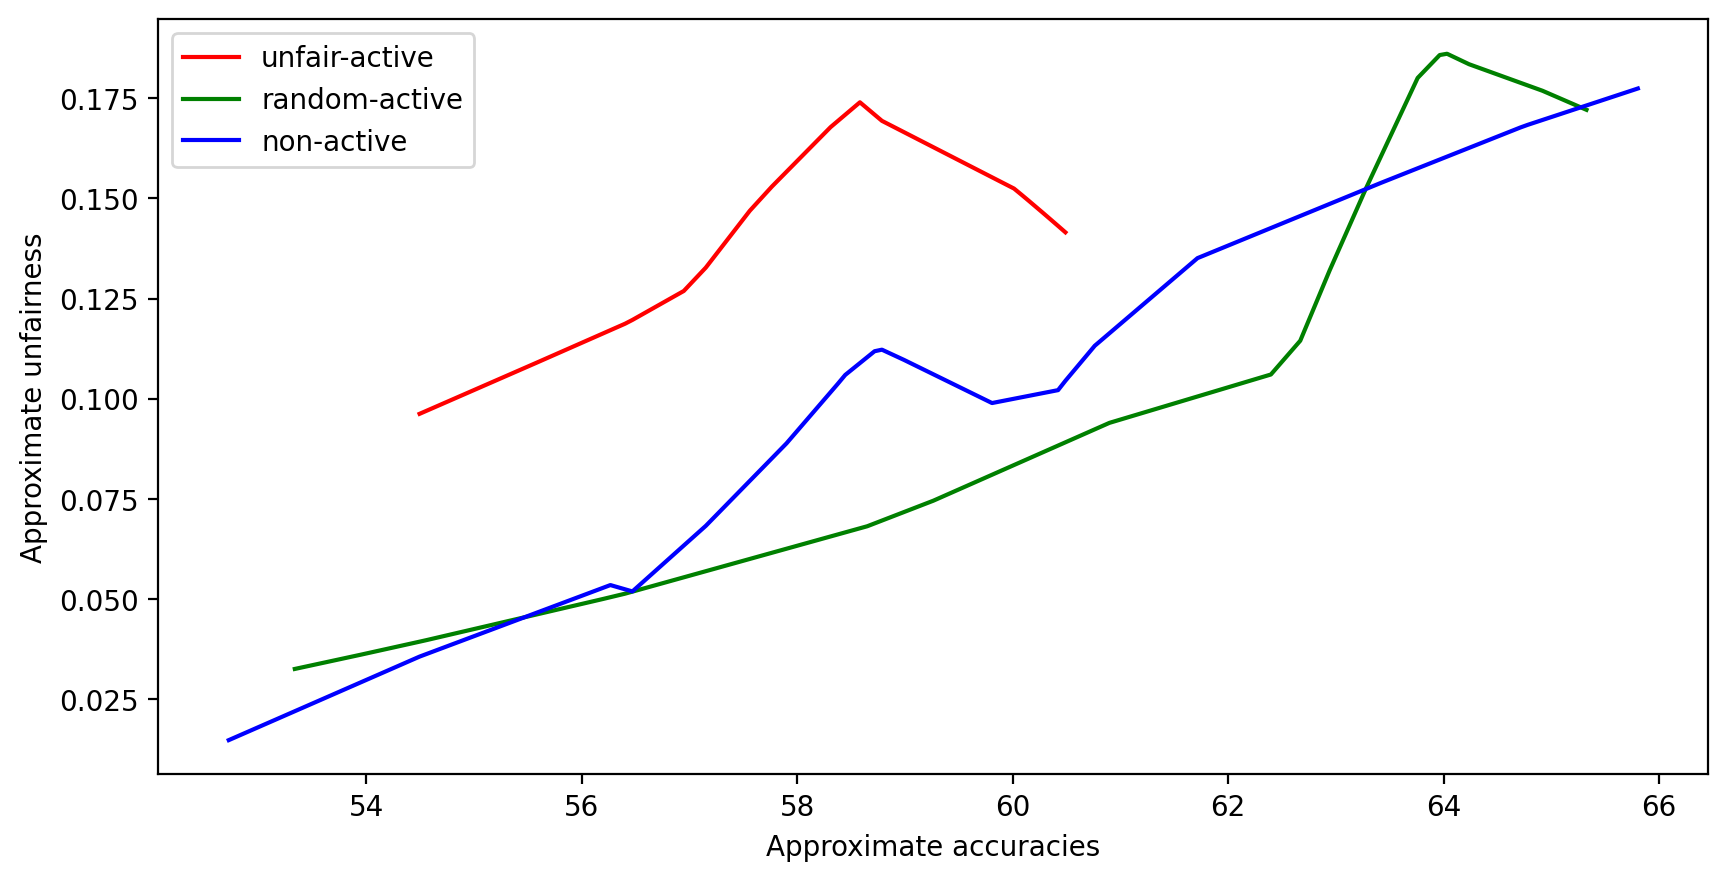 unfair-active
random-active
non-active
Approximate unfairness
0.175
0.150
0.125
0.100
0.075
0.050
0.025
54 56 58 60 62 64 66
Approximate accuracies